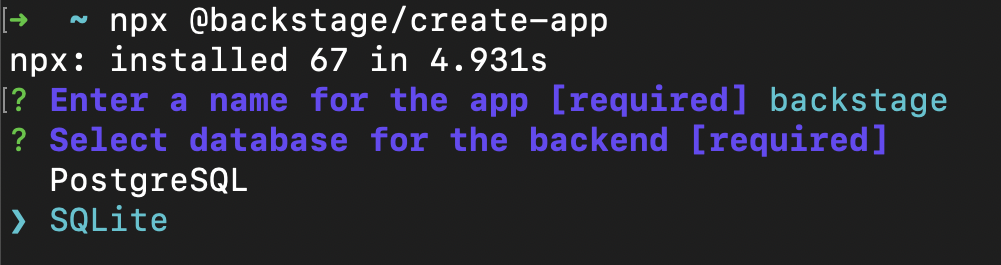 ➜ ~ npx @backstage/create-app
npx: installed 67 in 4.931s
? Enter a name for the app [required] backstage
? Select database for the backend [required]
PostgreSQL
❯ SQLite